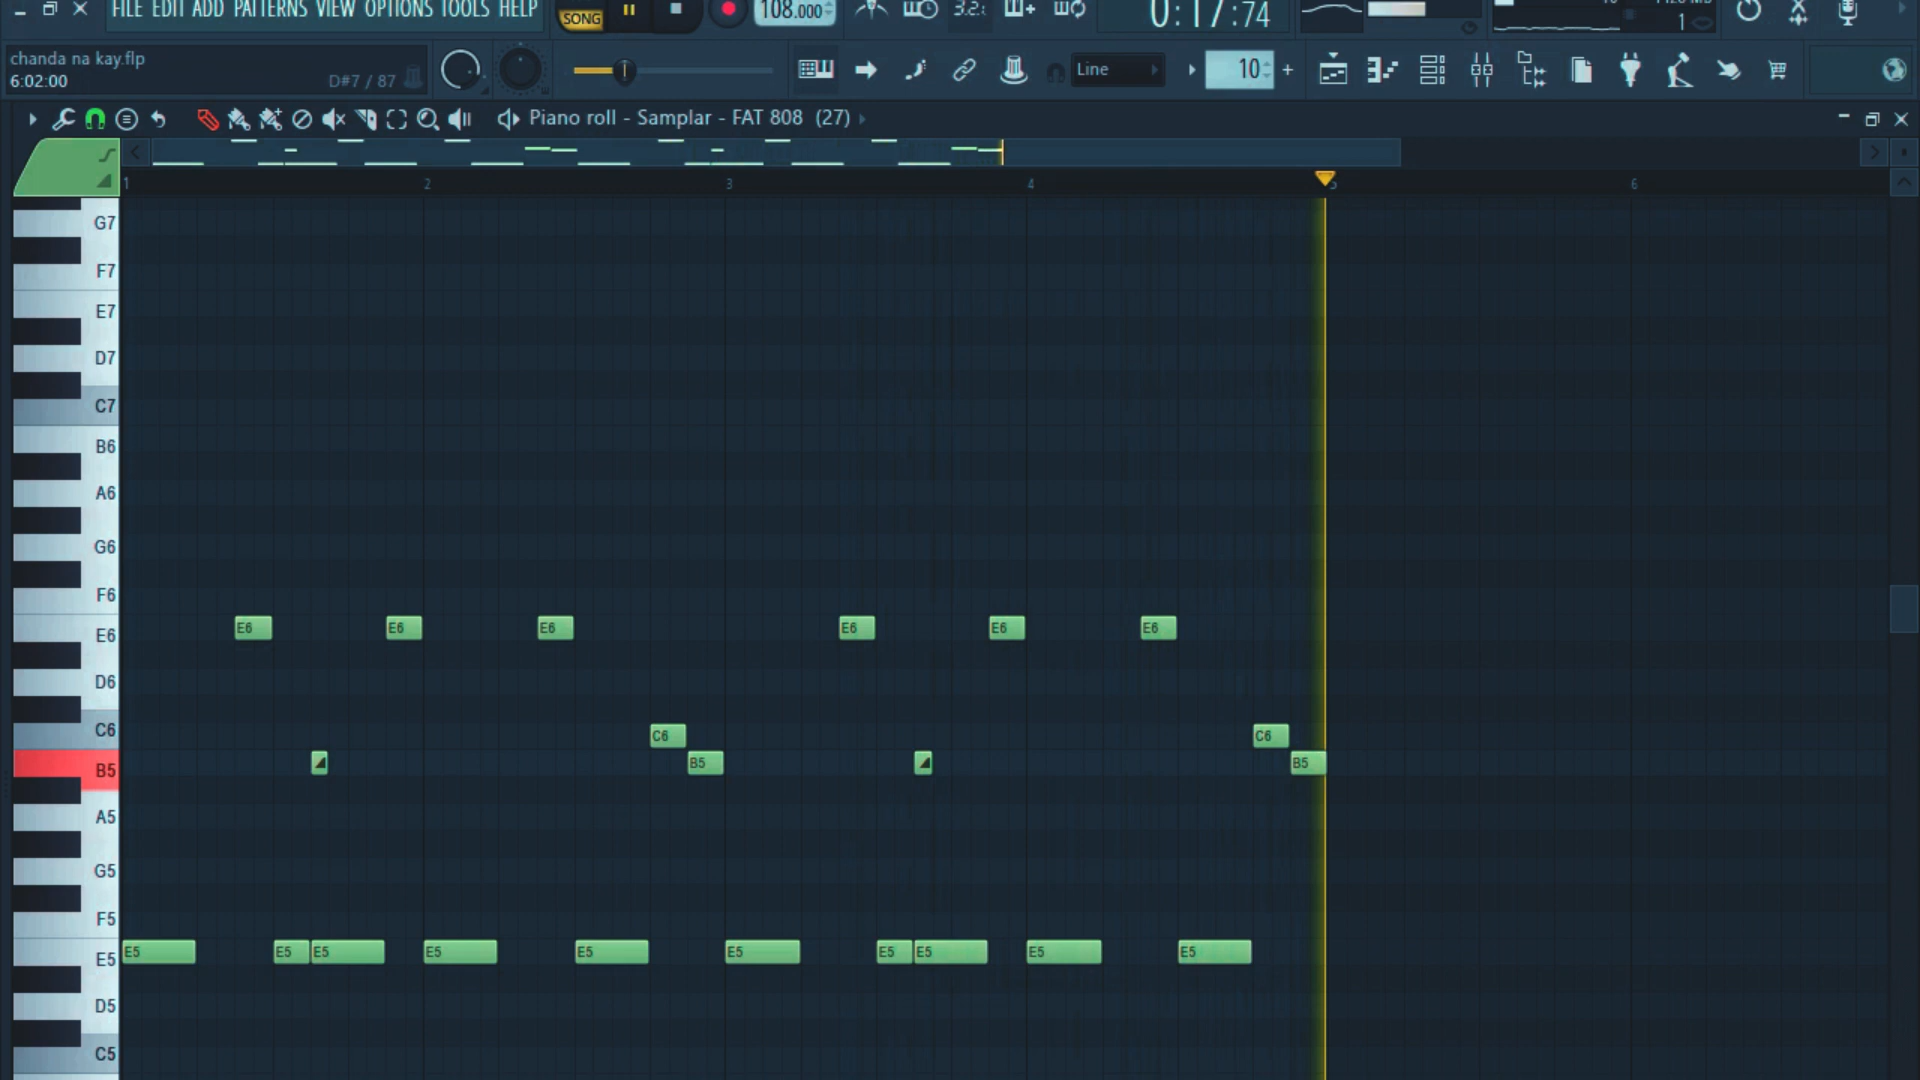 FILE EDIT ADD PATTERNS VIEW OPTIONS TOOLS HELP
SONG
108.000
3.2:
0:17:74
1
chanda na kay.flp
6:02:00
D#7 / 87
Line
10
Piano roll - Samplar - FAT 808 (27)
1 2 3 4 5 6
G7
F7
E7
D7
C7
B6
A6
G6
F6
E6 E6 E6 E6 E6 E6
E6
D6
C6
C6 C6
B5 B5
B5
A5
G5
F5
E5 E5 E5 E5 E5 E5 E5 E5 E5 E5
E5
D5
C5